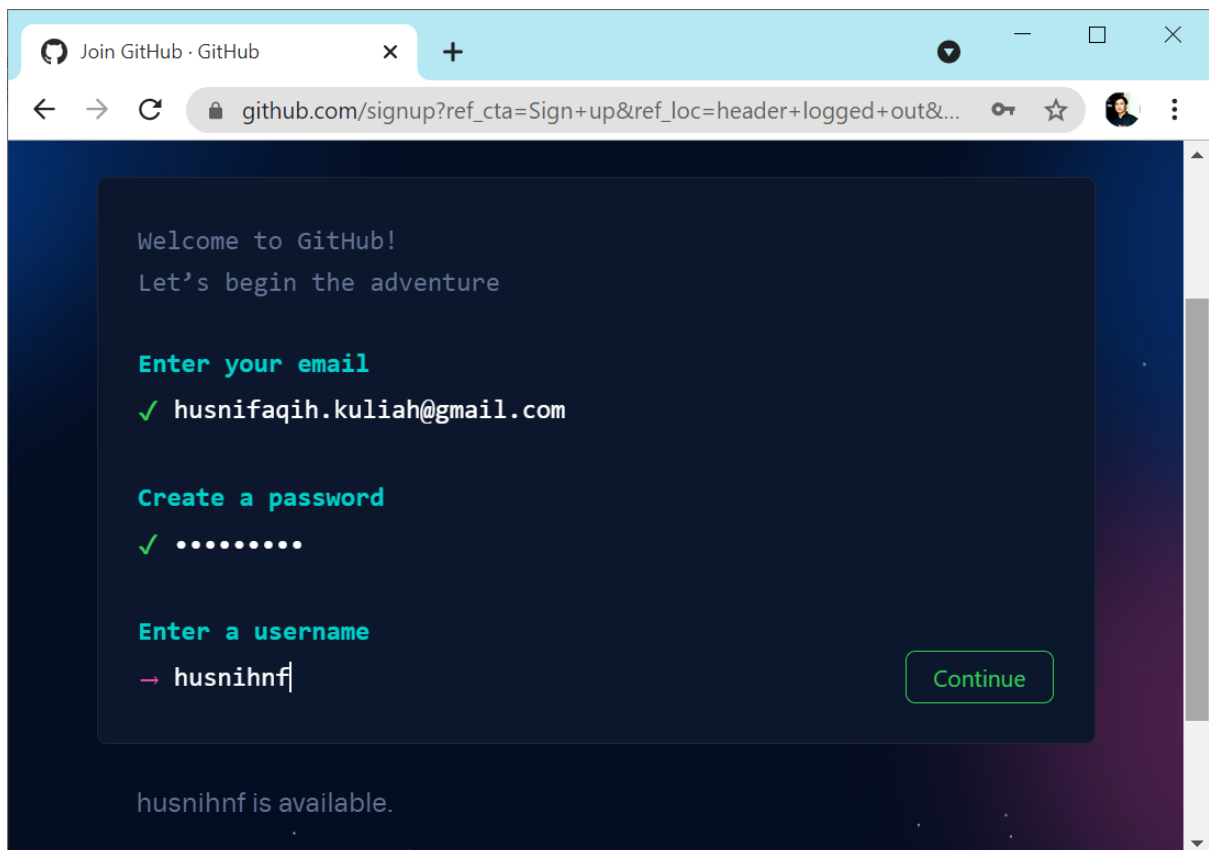 Join GitHub · GitHub
github.com/signup?ref_cta=Sign+up&ref_loc=header+logged+out&...
Welcome to GitHub!
Let’s begin the adventure
Enter your email
✓ husnifaqih.kuliah@gmail.com
Create a password
✓ •••••••••
Enter a username
→ husnihnf
Continue
husnihnf is available.